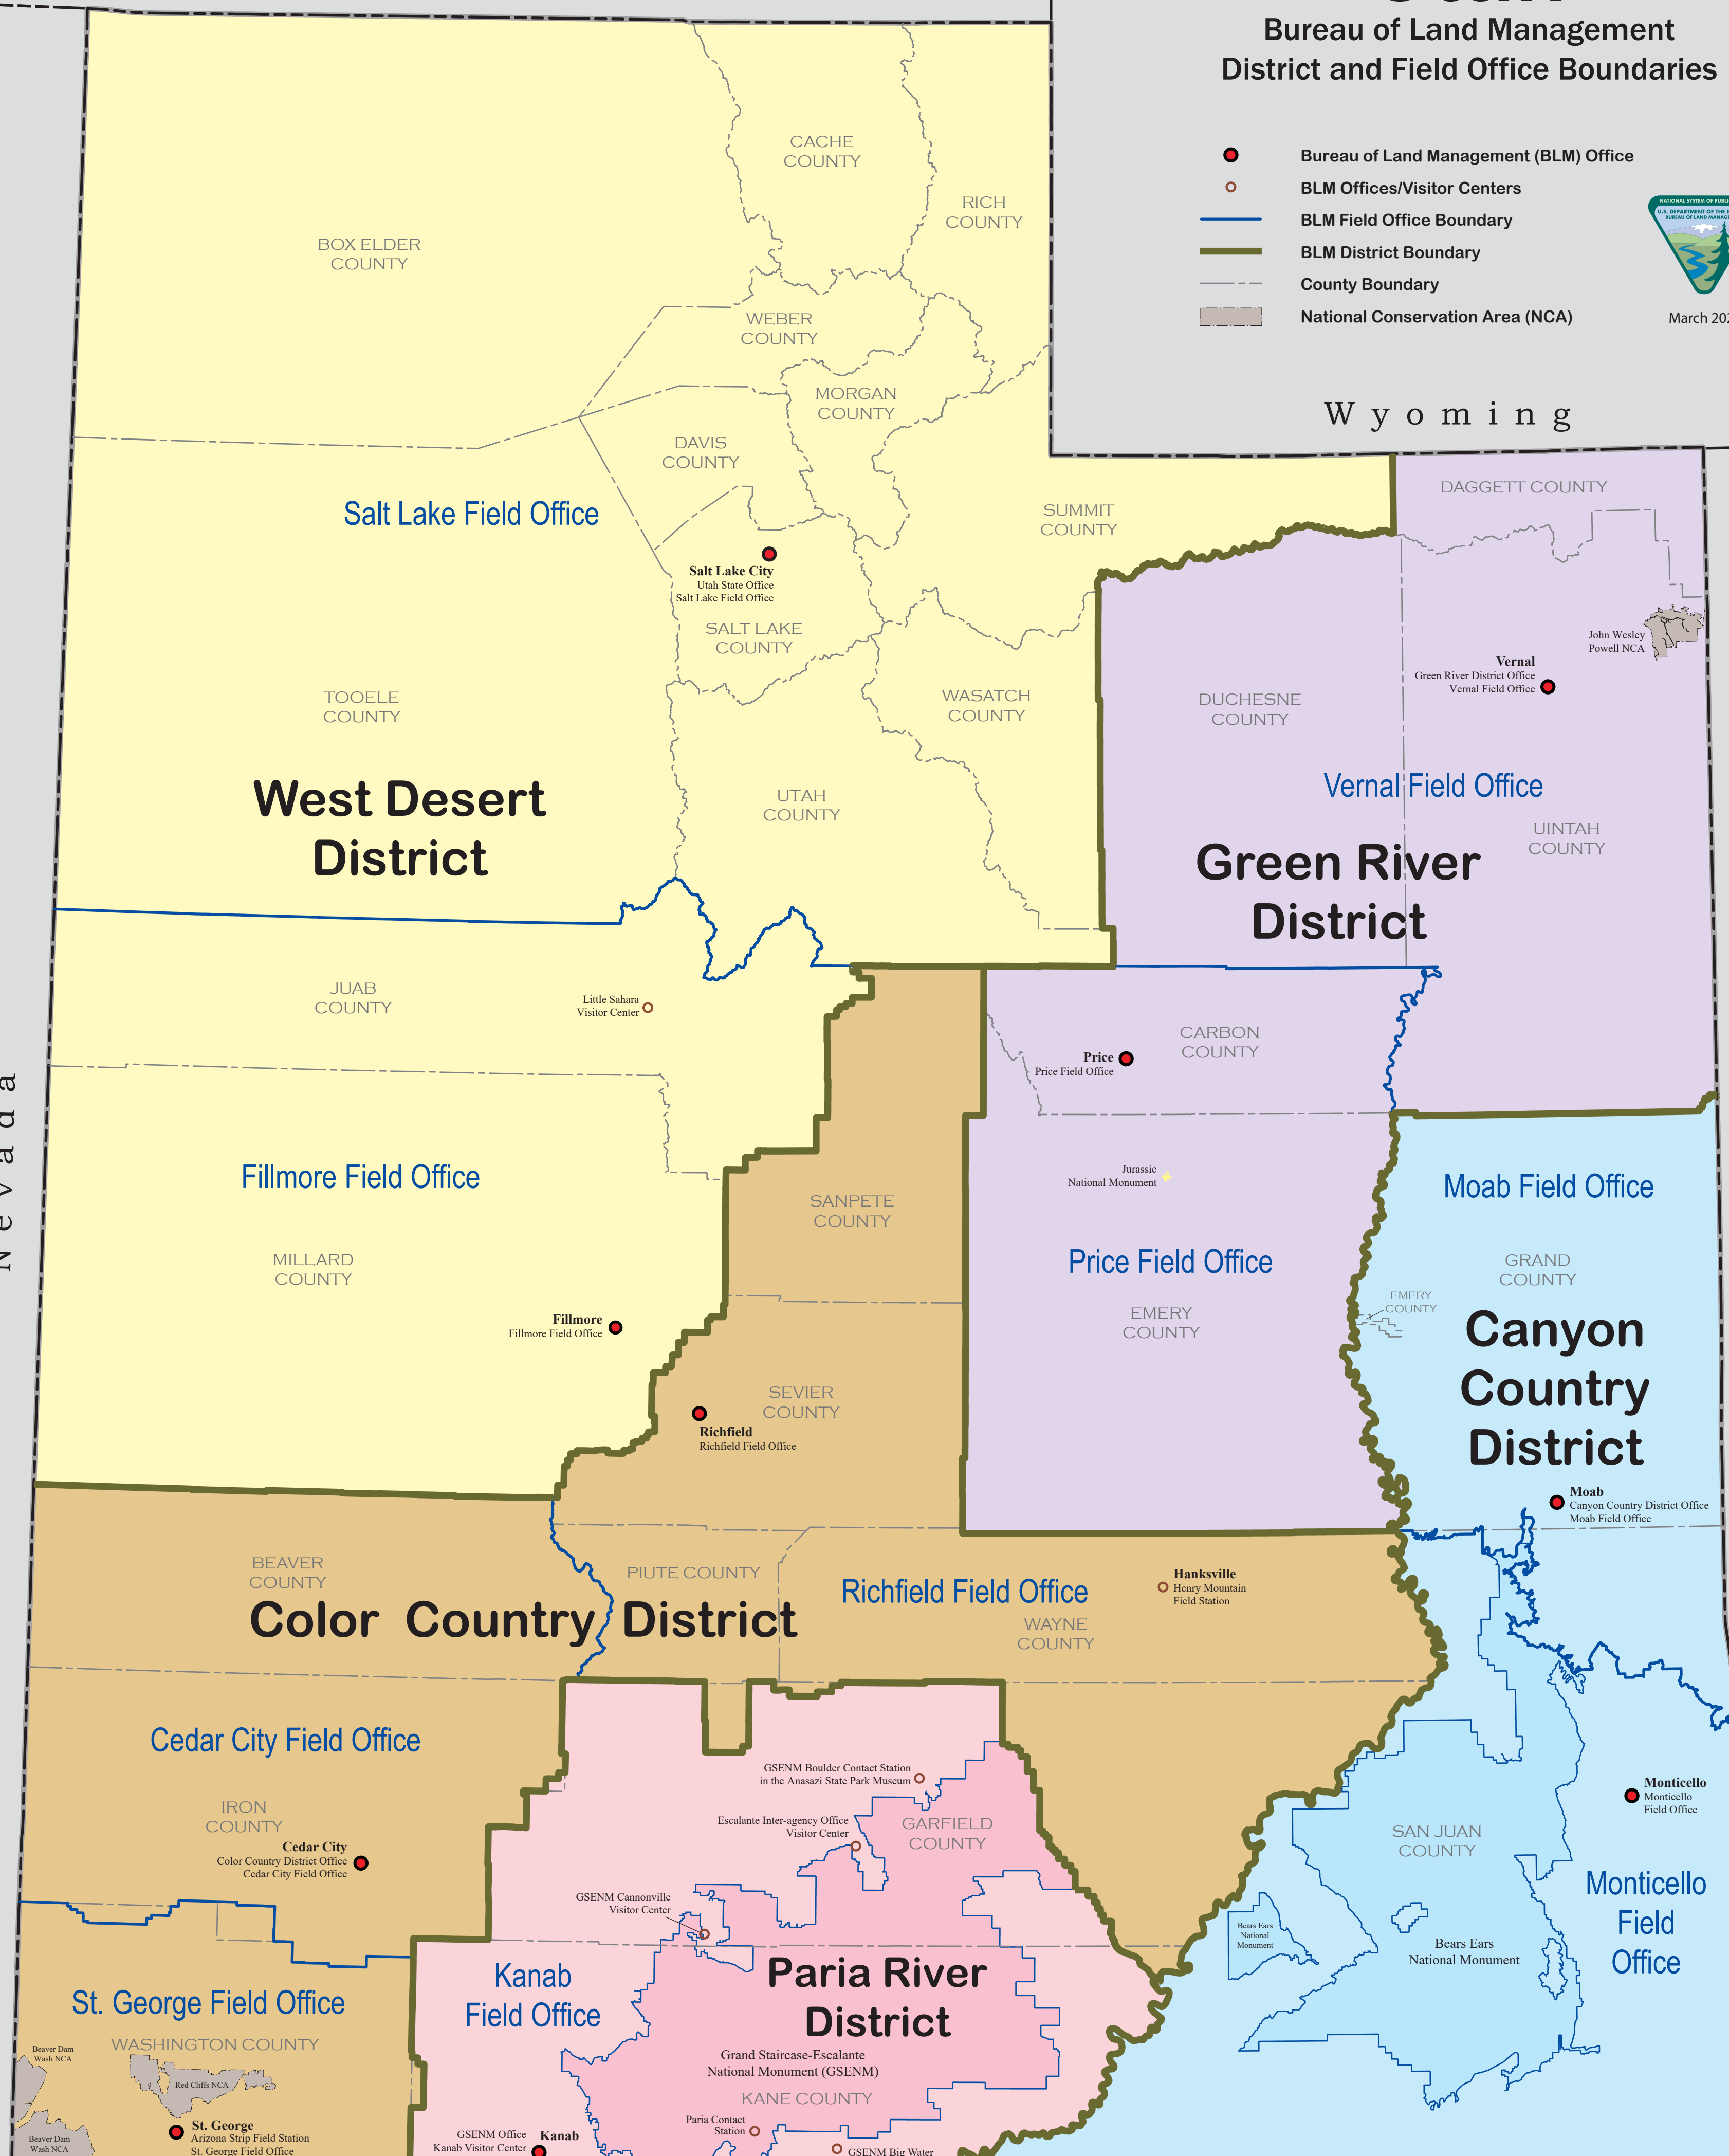 Bureau of Land Management
District and Field Office Boundaries
Bureau of Land Management (BLM) Office
BLM Offices/Visitor Centers
BLM Field Office Boundary
BLM District Boundary
County Boundary
National Conservation Area (NCA)
March 202
Wyoming
Nevada
CACHE
COUNTY
RICH
COUNTY
BOX ELDER
COUNTY
WEBER
COUNTY
MORGAN
COUNTY
DAVIS
COUNTY
SUMMIT
COUNTY
DAGGETT COUNTY
Salt Lake Field Office
Salt Lake City
Utah State Office
Salt Lake Field Office
SALT LAKE
COUNTY
TOOELE
COUNTY
WASATCH
COUNTY
DUCHESNE
COUNTY
John Wesley
Powell NCA
Vernal
Green River District Office
Vernal Field Office
Vernal Field Office
UINTAH
COUNTY
UTAH
COUNTY
West Desert
District
Green River
District
JUAB
COUNTY
Little Sahara
Visitor Center
CARBON
COUNTY
Price
Price Field Office
Fillmore Field Office
Jurassic
National Monument
Moab Field Office
SANPETE
COUNTY
MILLARD
COUNTY
Price Field Office
GRAND
COUNTY
EMERY
COUNTY
EMERY
COUNTY
Fillmore
Fillmore Field Office
Canyon
Country
District
SEVIER
COUNTY
Richfield
Richfield Field Office
Moab
Canyon Country District Office
Moab Field Office
BEAVER
COUNTY
PIUTE COUNTY
Richfield Field Office
Hanksville
Henry Mountain
Field Station
Color Country District
WAYNE
COUNTY
Cedar City Field Office
GSENM Boulder Contact Station
in the Anasazi State Park Museum
Monticello
Monticello
Field Office
IRON
COUNTY
Escalante Inter-agency Office
Visitor Center
GARFIELD
COUNTY
SAN JUAN
COUNTY
Cedar City
Color Country District Office
Cedar City Field Office
GSENM Cannonville
Visitor Center
Monticello
Field
Office
Bears Ears
National
Monument
Bears Ears
National Monument
Kanab
Field Office
Paria River
District
St. George Field Office
WASHINGTON COUNTY
Beaver Dam
Wash NCA
Red Cliffs NCA
Grand Staircase-Escalante
National Monument (GSENM)
KANE COUNTY
St. George
Arizona Strip Field Station
St. George Field Office
Beaver Dam
Wash NCA
Paria Contact
Station
GSENM Office
Kanab Visitor Center
Kanab
GSENM Big Water